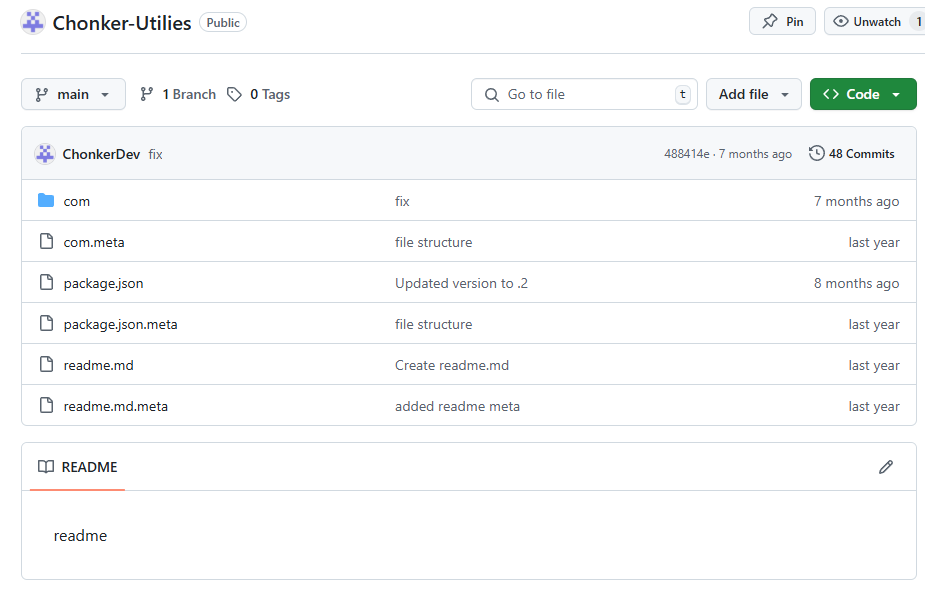 Chonker-Utilies Public Pin Unwatch 1
main 1 Branch 0 Tags Go to file t Add file Code
ChonkerDev fix 488414e · 7 months ago 48 Commits
com fix 7 months ago
com.meta file structure last year
package.json Updated version to .2 8 months ago
package.json.meta file structure last year
readme.md Create readme.md last year
readme.md.meta added readme meta last year
README
readme